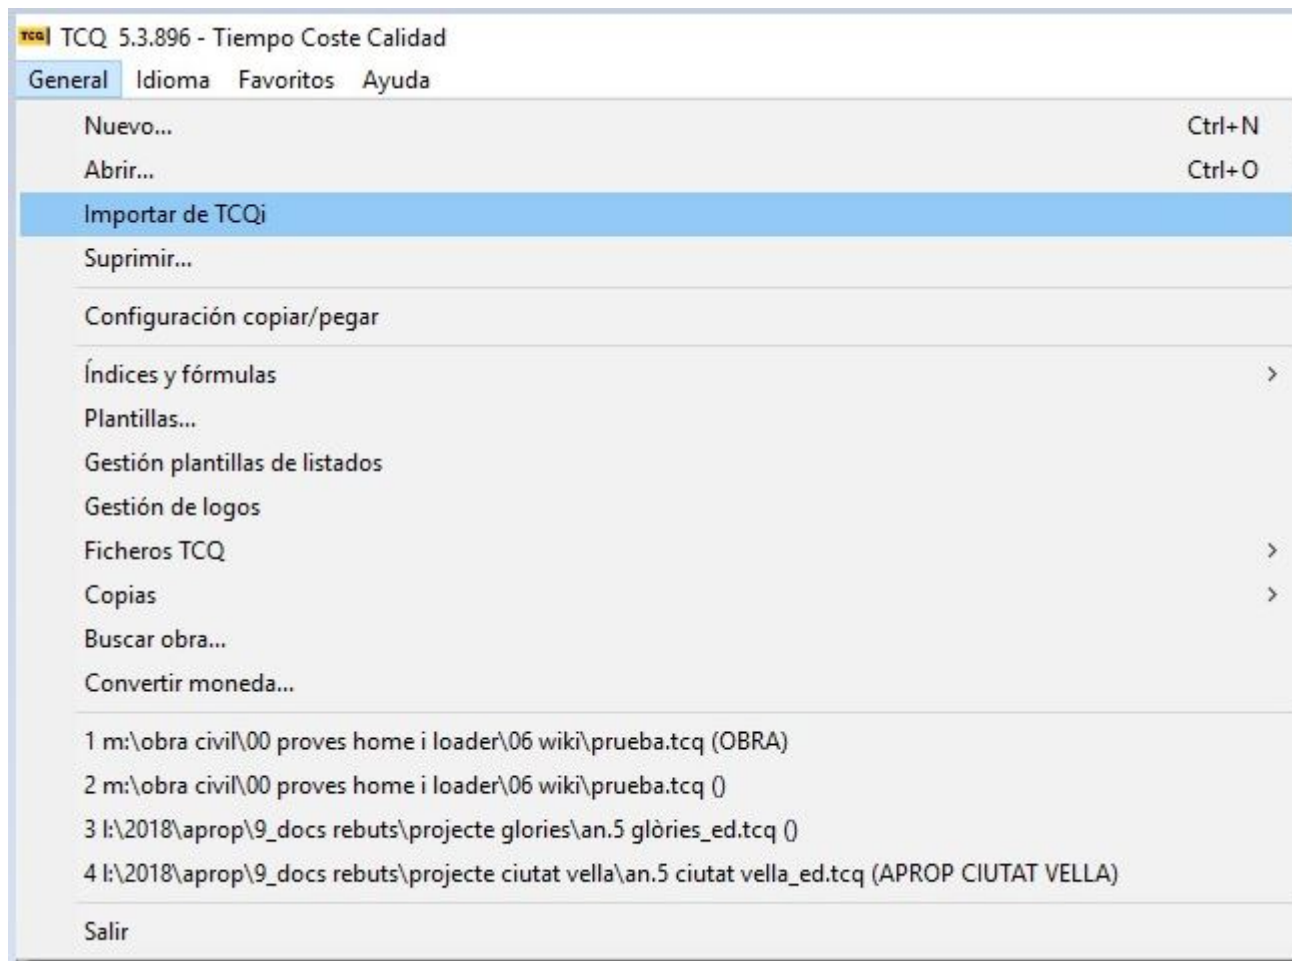 TCQ TCQ 5.3.896 - Tiempo Coste Calidad
General Idioma Favoritos Ayuda
Nuevo... Ctrl+N
Abrir... Ctrl+O
Importar de TCQi
Suprimir...
Configuración copiar/pegar
Índices y fórmulas
Plantillas...
Gestión plantillas de listados
Gestión de logos
Ficheros TCQ
Copias
Buscar obra...
Convertir moneda...
1 m:\obra civil\00 proves home i loader\06 wiki\prueba.tcq (OBRA)
2 m:\obra civil\00 proves home i loader\06 wiki\prueba.tcq ()
3 l:\2018\aprop\9_docs rebuts\projecte glories\an.5 glòries_ed.tcq ()
4 l:\2018\aprop\9_docs rebuts\projecte ciutat vella\an.5 ciutat vella_ed.tcq (APROP CIUTAT VELLA)
Salir